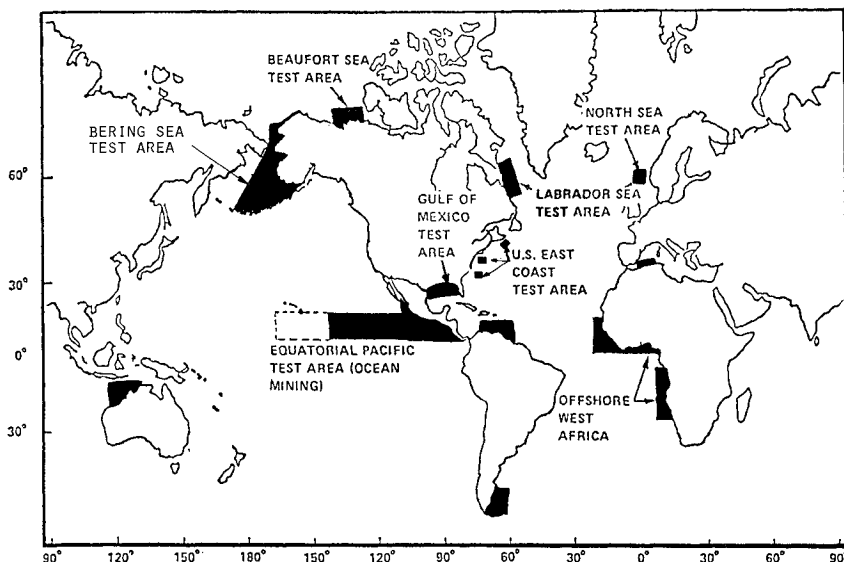 BEAUFORT SEA
TEST AREA
BERING SEA
TEST AREA
NORTH SEA
TEST AREA
60°
LABRADOR SEA
TEST AREA
GULF OF
MEXICO
TEST
AREA
U.S. EAST
COAST
TEST AREA
30°
EQUATORIAL PACIFIC
TEST AREA (OCEAN
MINING)
0°
OFFSHORE
WEST
AFRICA
30°
90° 120° 150° 180° 150° 120° 90° 60° 30° 0° 30° 60° 90°